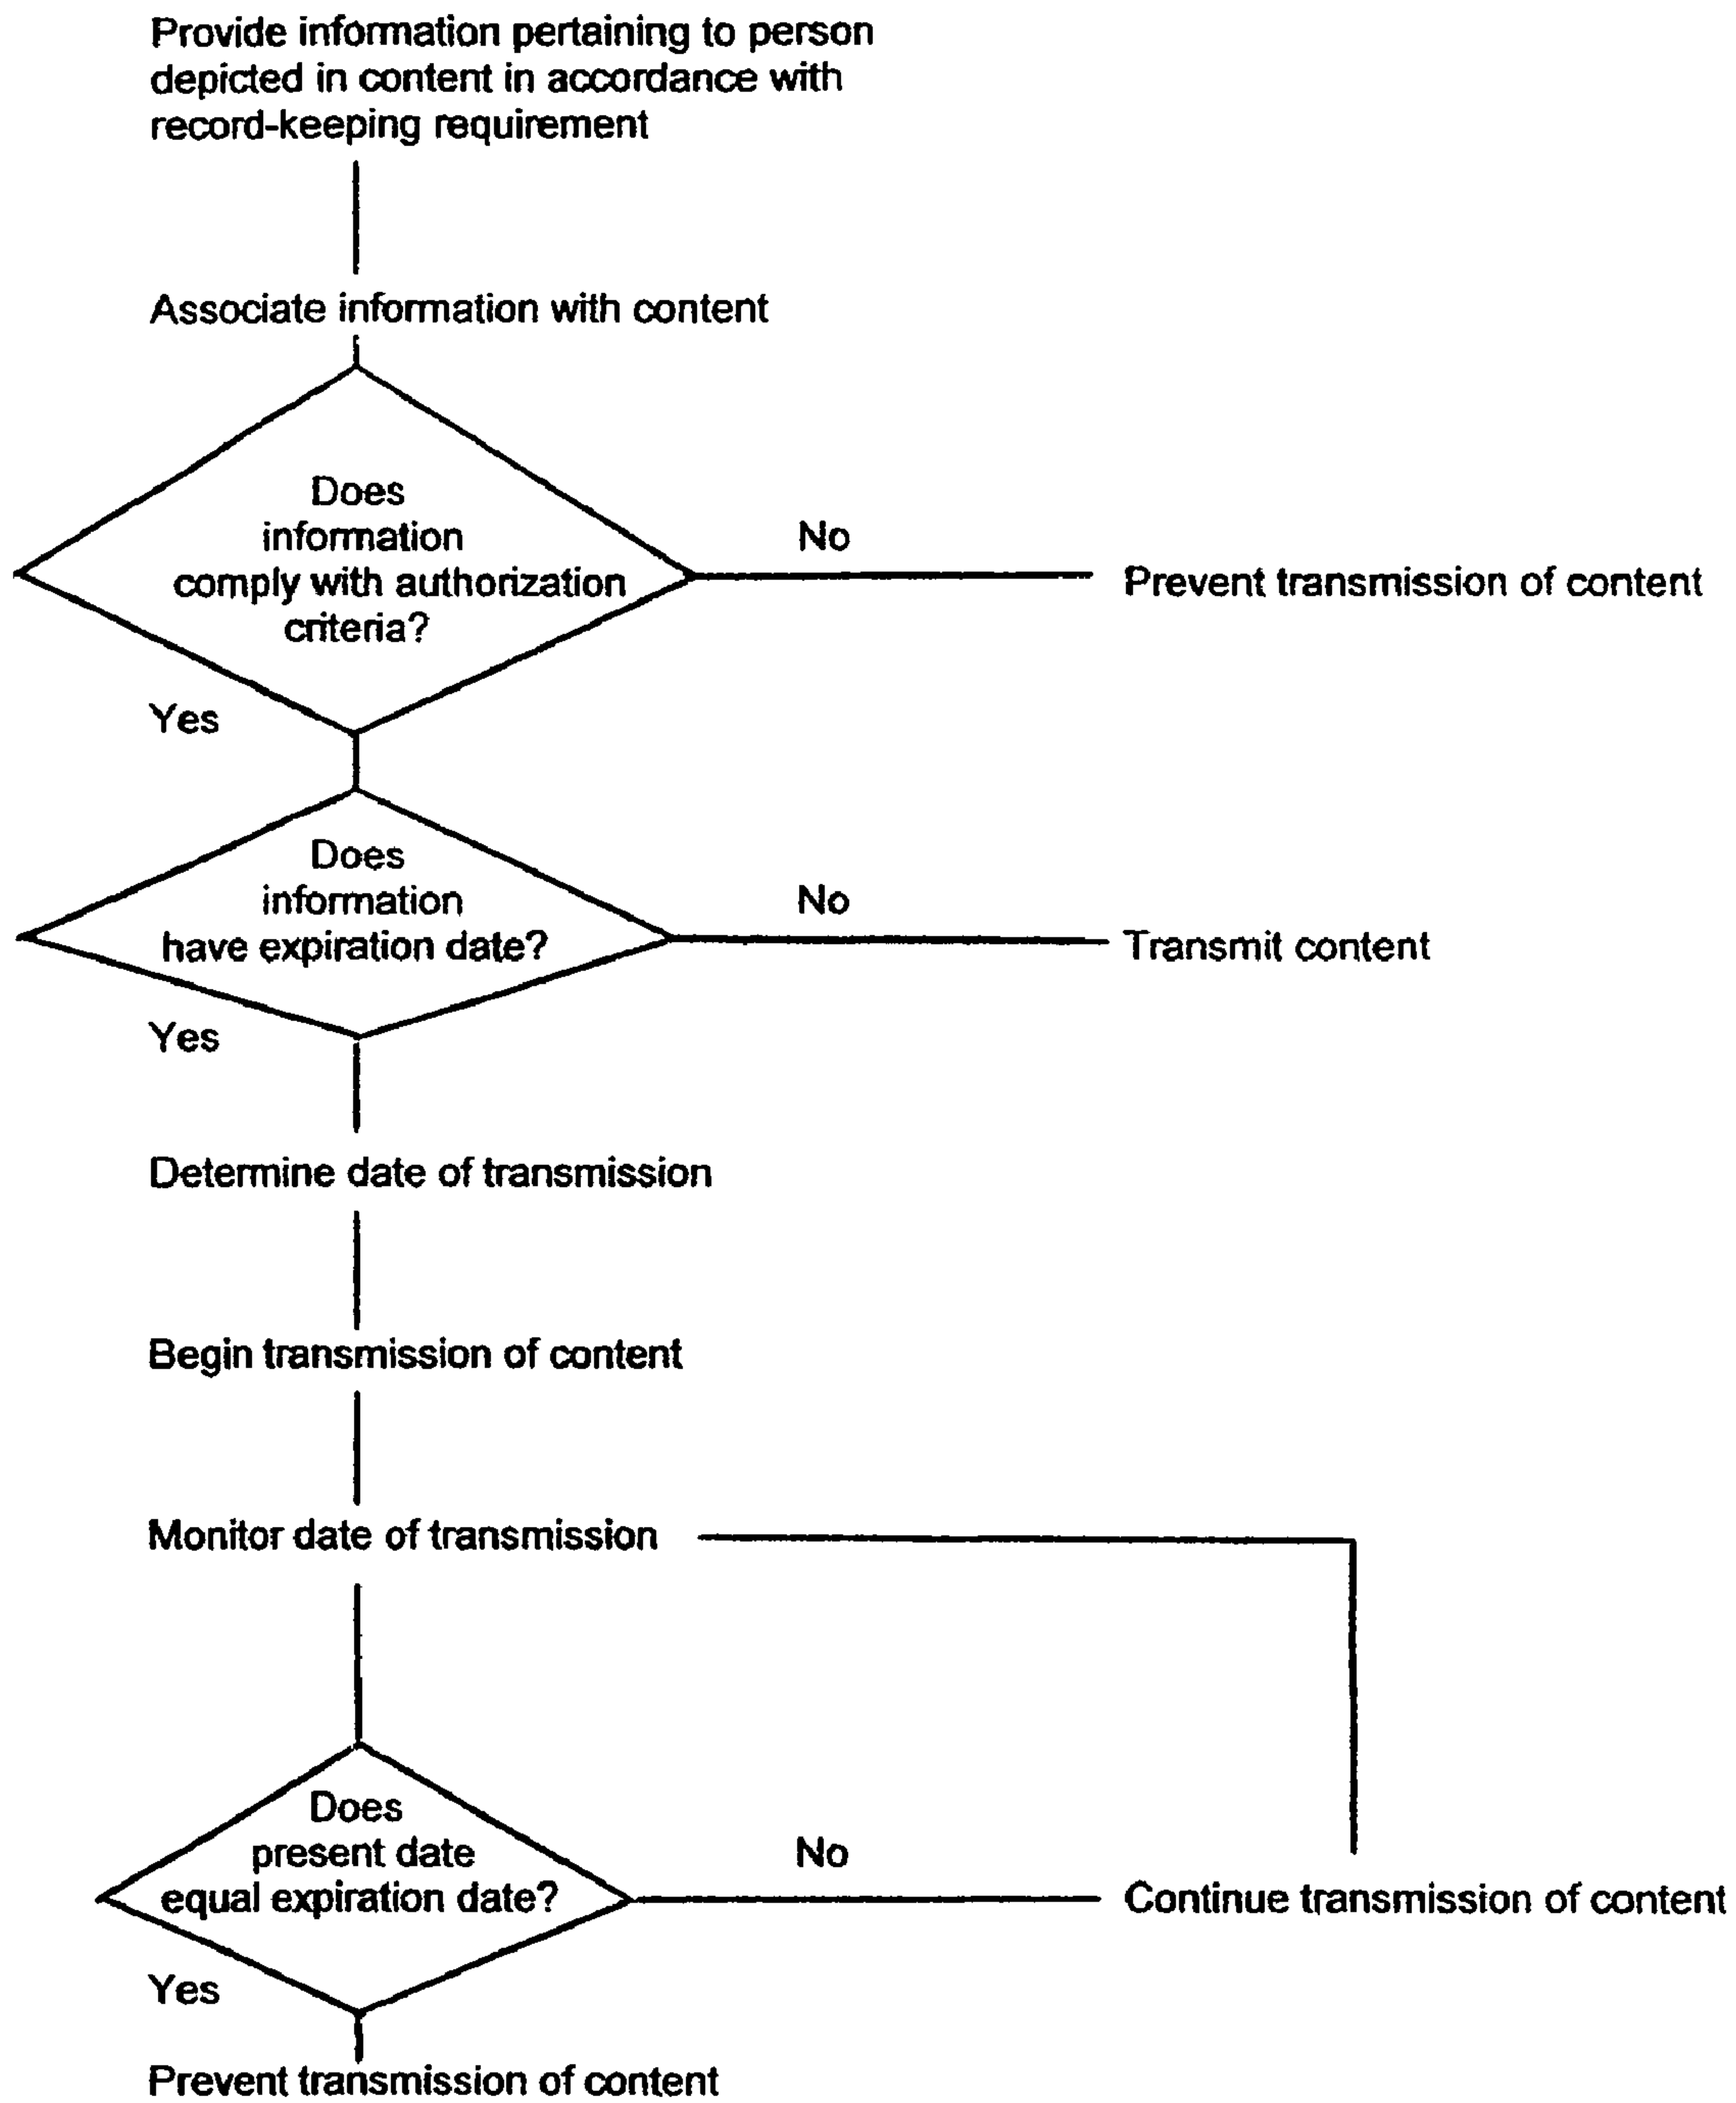 Provide information pertaining to person
depicted in content in accordance with
record-keeping requirement
Associate information with content
Does
information
comply with authorization
criteria?
No
Prevent transmission of content
Yes
Does
information
have expiration date?
No
Transmit content
Yes
Determine date of transmission
Begin transmission of content
Monitor date of transmission
Does
present date
equal expiration date?
No
Continue transmission of content
Yes
Prevent transmission of content